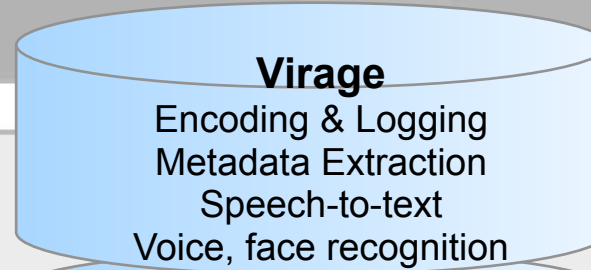 Virage
Encoding & Logging
Metadata Extraction
Speech-to-text
Voice, face recognition